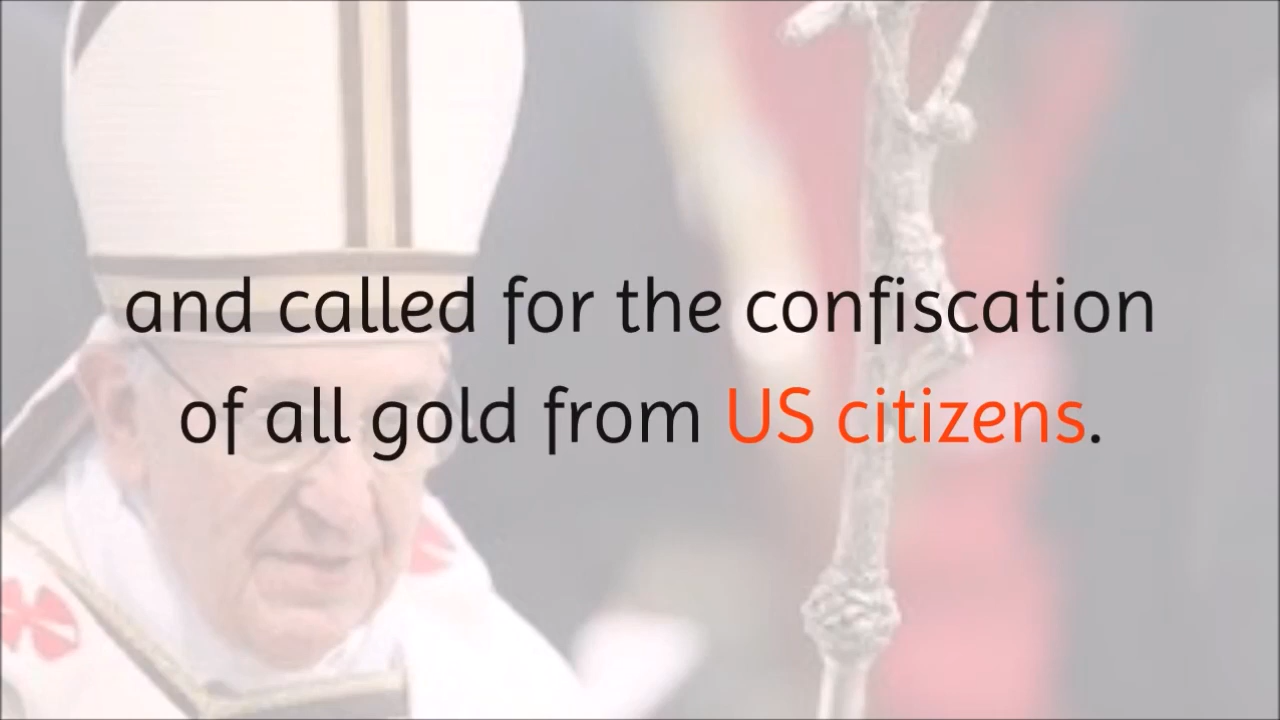 and called for the confiscation
of all gold from US citizens.